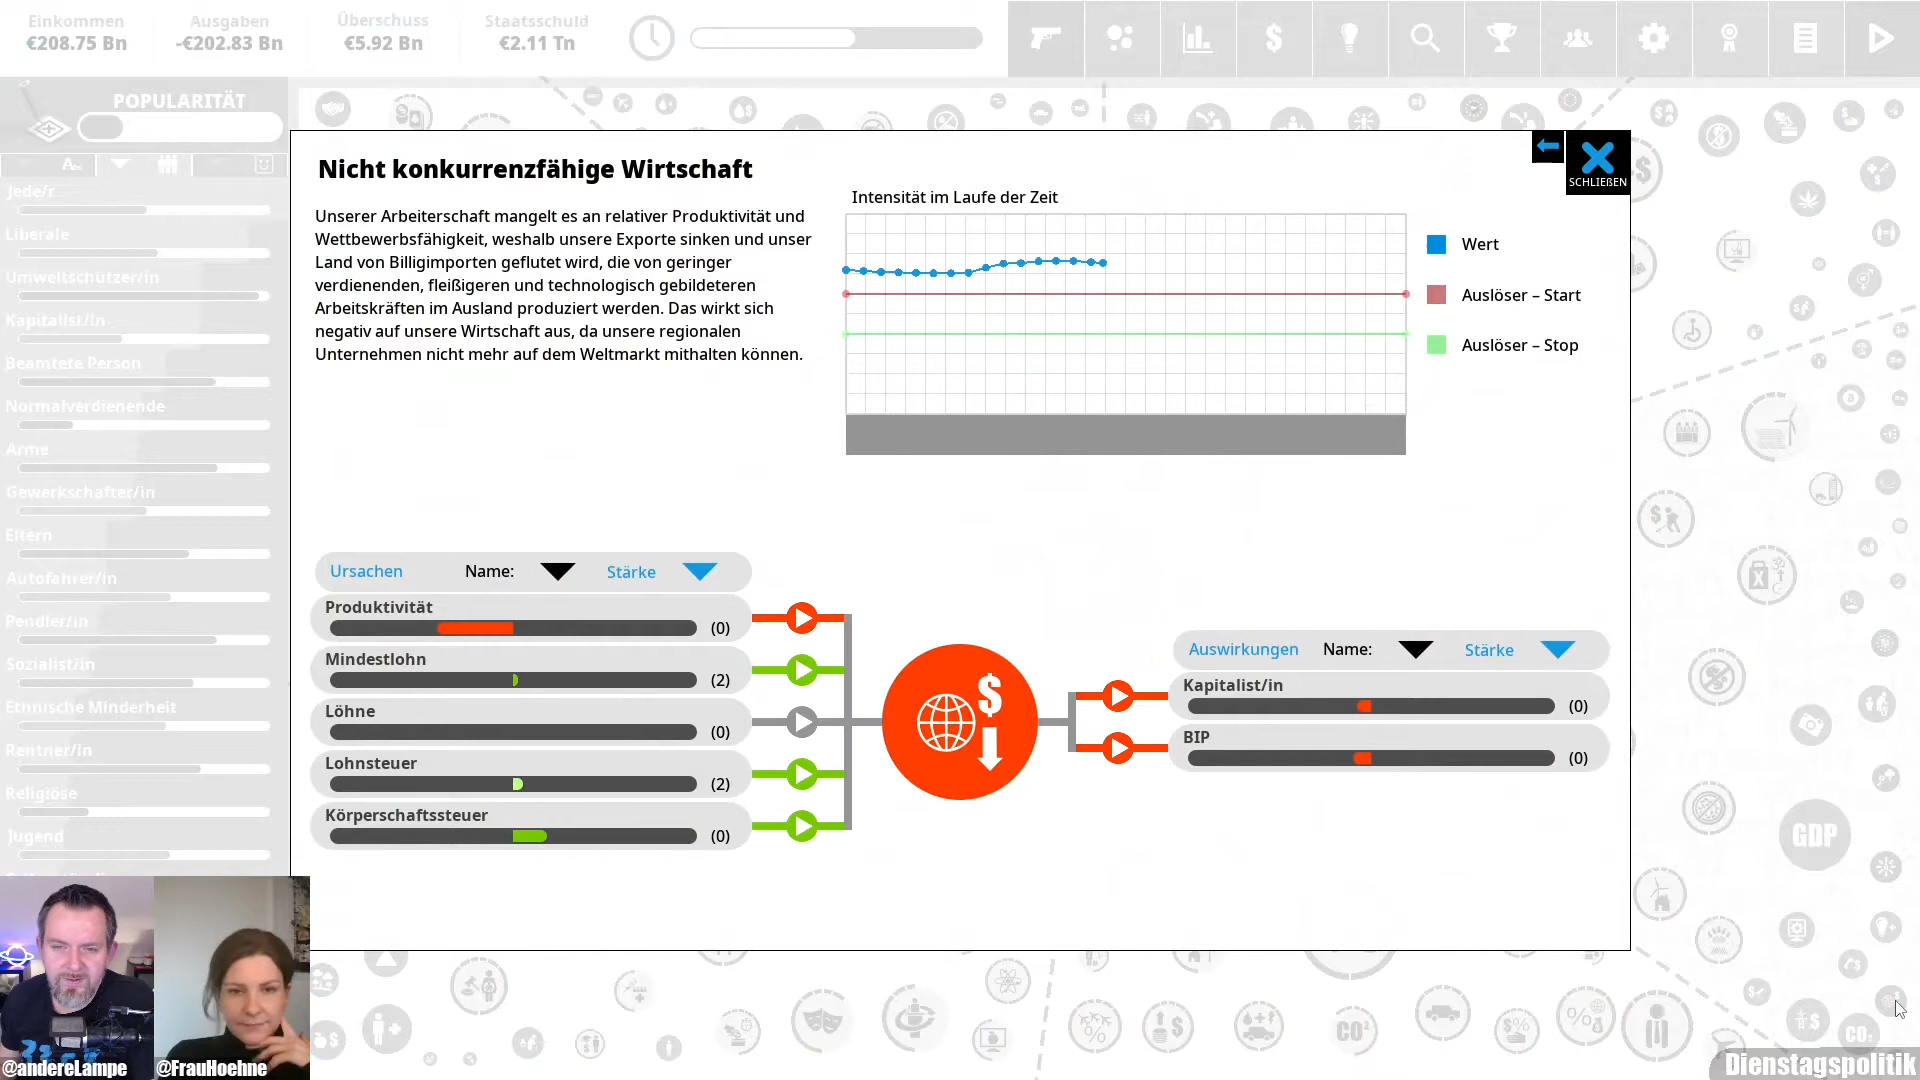 Einkommen
€208.75 Bn
Ausgaben
-€202.83 Bn
Überschuss
€5.92 Bn
Staatsschuld
€2.11 Tn
POPULARITÄT
Jede/r
Liberale
Umweltschützer/in
Kapitalist/in
Beamtete Person
Normalverdienende
Arme
Gewerkschafter/in
Eltern
Autofahrer/in
Pendler/in
Sozialist/in
Ethnische Minderheit
Rentner/in
Religiöse
Jugend
Nicht konkurrenzfähige Wirtschaft
SCHLIEßEN
Unserer Arbeiterschaft mangelt es an relativer Produktivität und
Wettbewerbsfähigkeit, weshalb unsere Exporte sinken und unser
Land von Billigimporten geflutet wird, die von geringer
verdienenden, fleißigeren und technologisch gebildeteren
Arbeitskräften im Ausland produziert werden. Das wirkt sich
negativ auf unsere Wirtschaft aus, da unsere regionalen
Unternehmen nicht mehr auf dem Weltmarkt mithalten können.
Intensität im Laufe der Zeit
Wert
Auslöser – Start
Auslöser – Stop
Ursachen Name: Stärke
Produktivität
(0)
Mindestlohn
(2)
Löhne
(0)
Lohnsteuer
(2)
Körperschaftssteuer
(0)
Auswirkungen Name: Stärke
Kapitalist/in
(0)
BIP
(0)
GDP
CO²
@andereLampe
@FrauHoehne
Dienstagspolitik